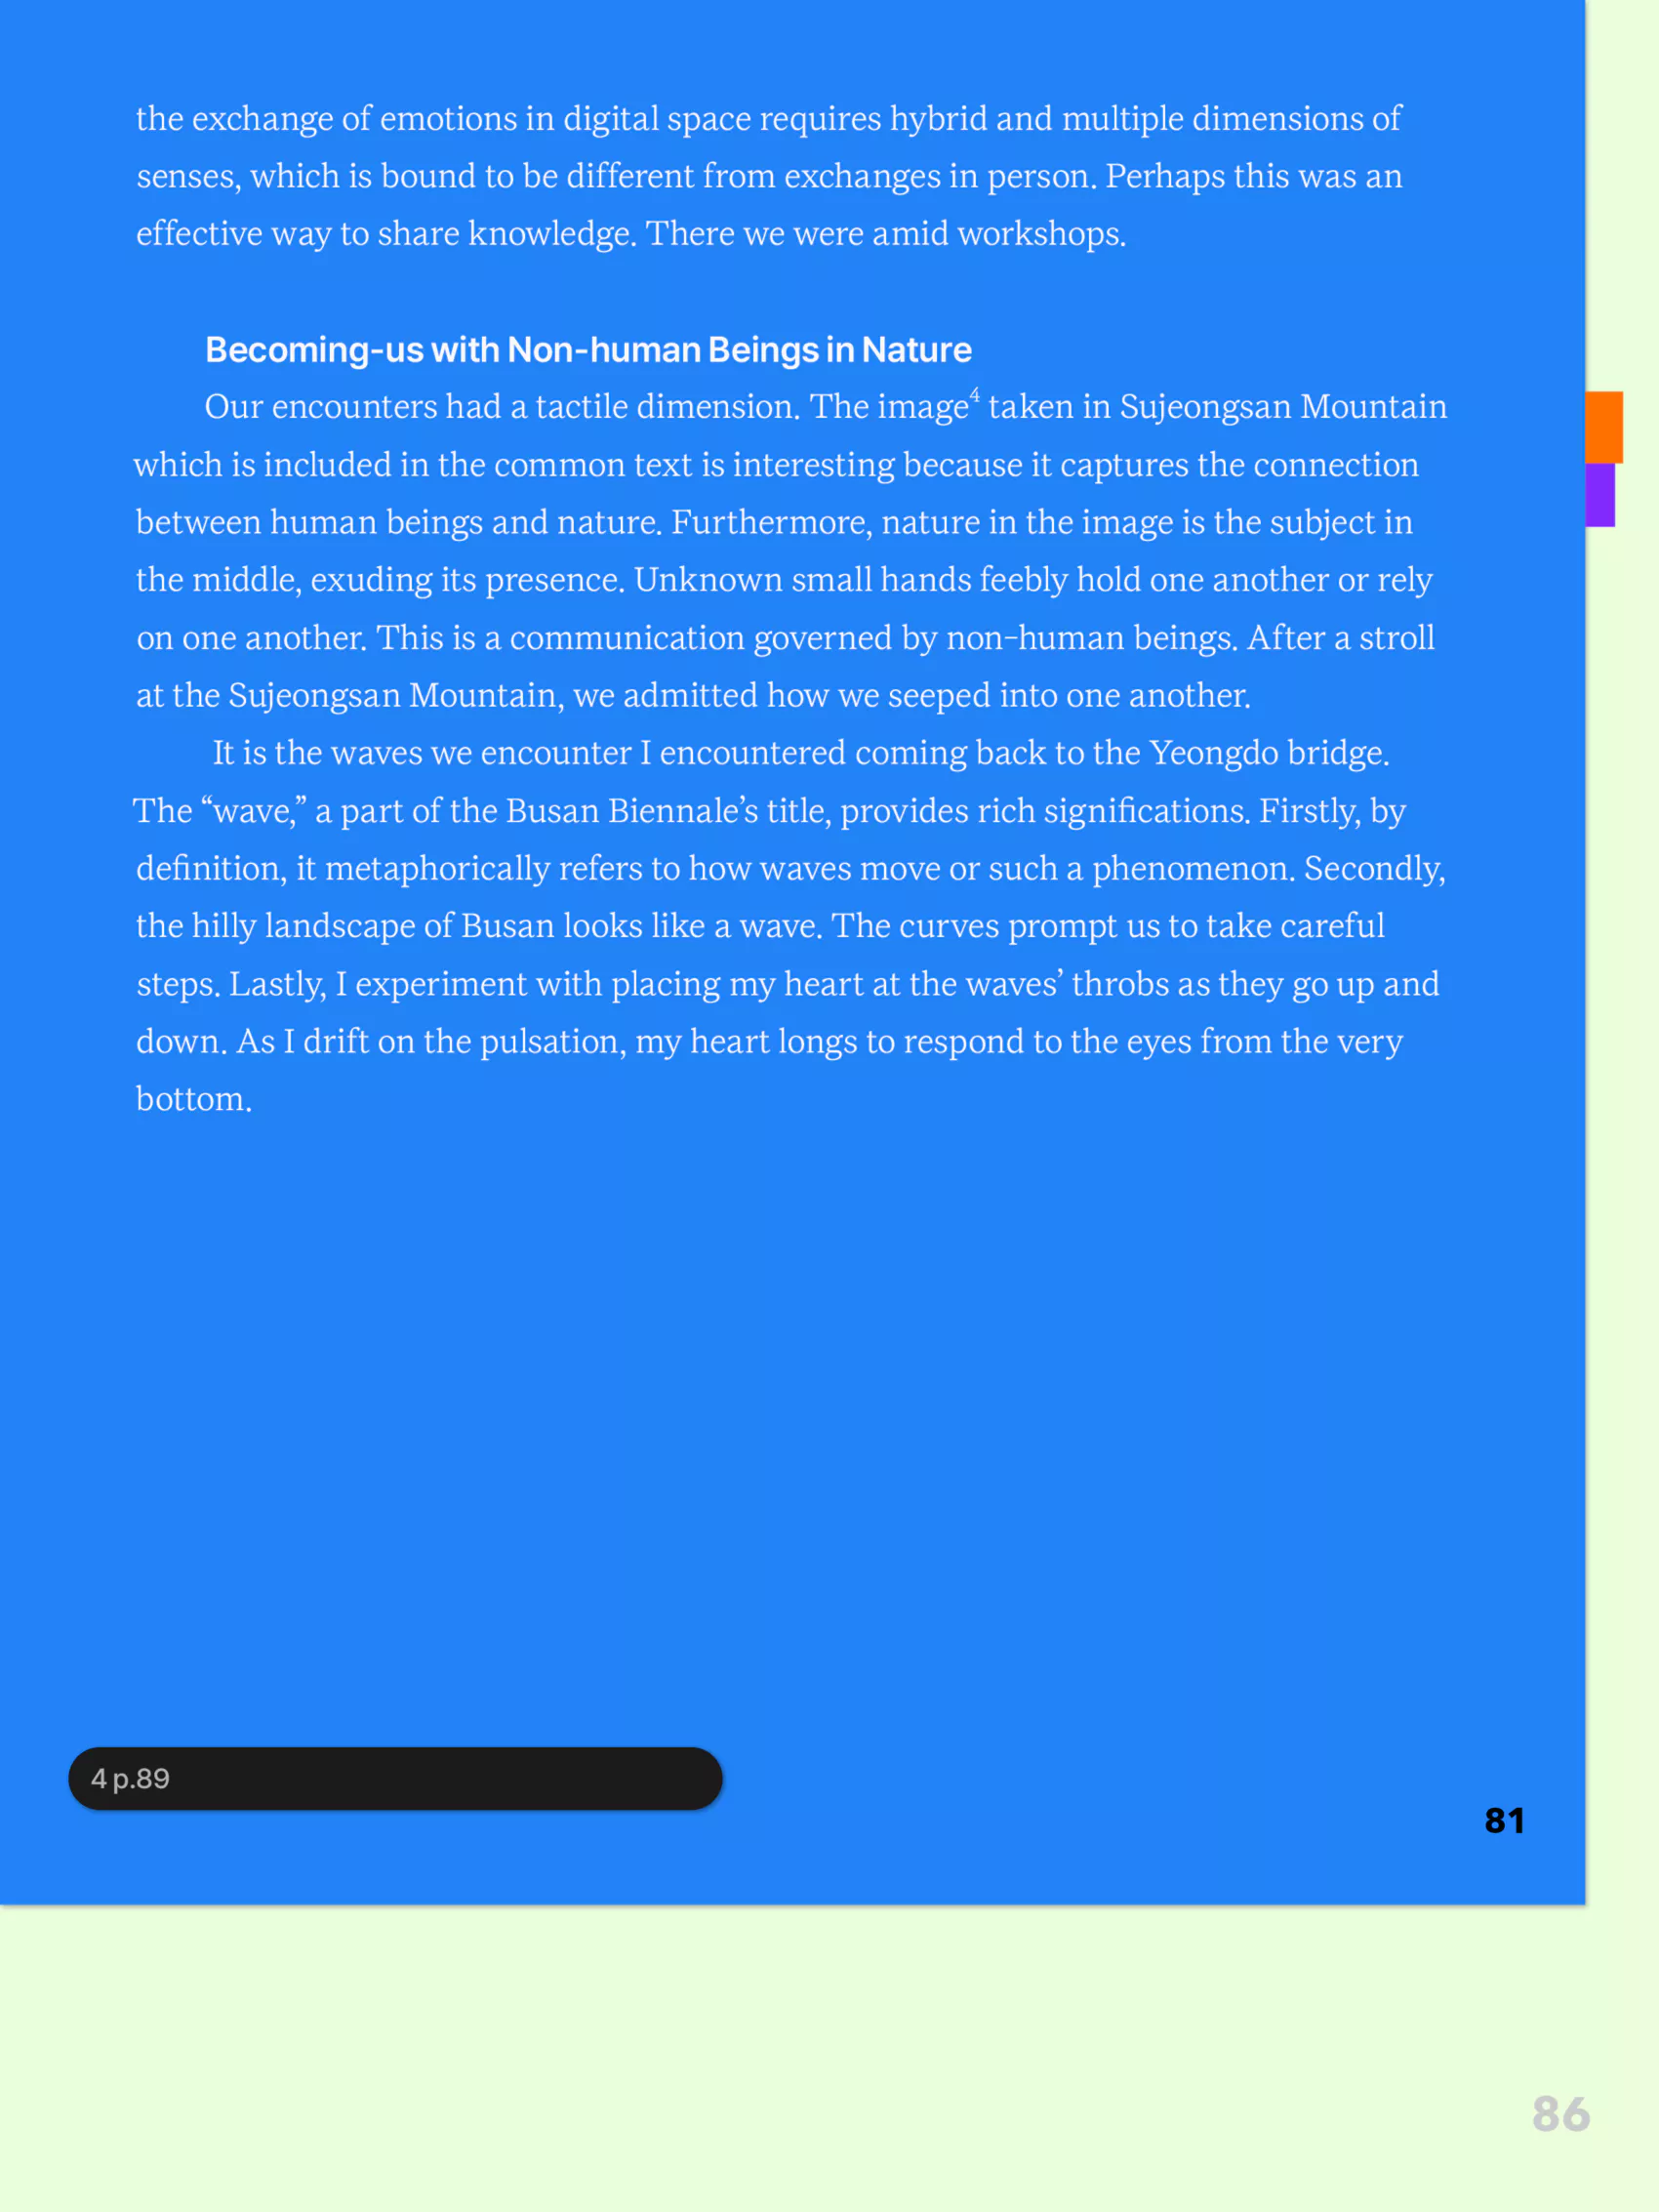 the exchange of emotions in digital space requires hybrid and multiple dimensions of
senses, which is bound to be different from exchanges in person. Perhaps this was an
effective way to share knowledge. There we were amid workshops.
Becoming-us with Non-human Beings in Nature
Our encounters had a tactile dimension. The image⁴ taken in Sujeongsan Mountain
which is included in the common text is interesting because it captures the connection
between human beings and nature. Furthermore, nature in the image is the subject in
the middle, exuding its presence. Unknown small hands feebly hold one another or rely
on one another. This is a communication governed by non-human beings. After a stroll
at the Sujeongsan Mountain, we admitted how we seeped into one another.
It is the waves we encounter I encountered coming back to the Yeongdo bridge.
The “wave,” a part of the Busan Biennale’s title, provides rich significations. Firstly, by
definition, it metaphorically refers to how waves move or such a phenomenon. Secondly,
the hilly landscape of Busan looks like a wave. The curves prompt us to take careful
steps. Lastly, I experiment with placing my heart at the waves’ throbs as they go up and
down. As I drift on the pulsation, my heart longs to respond to the eyes from the very
bottom.
4 p.89
81
86